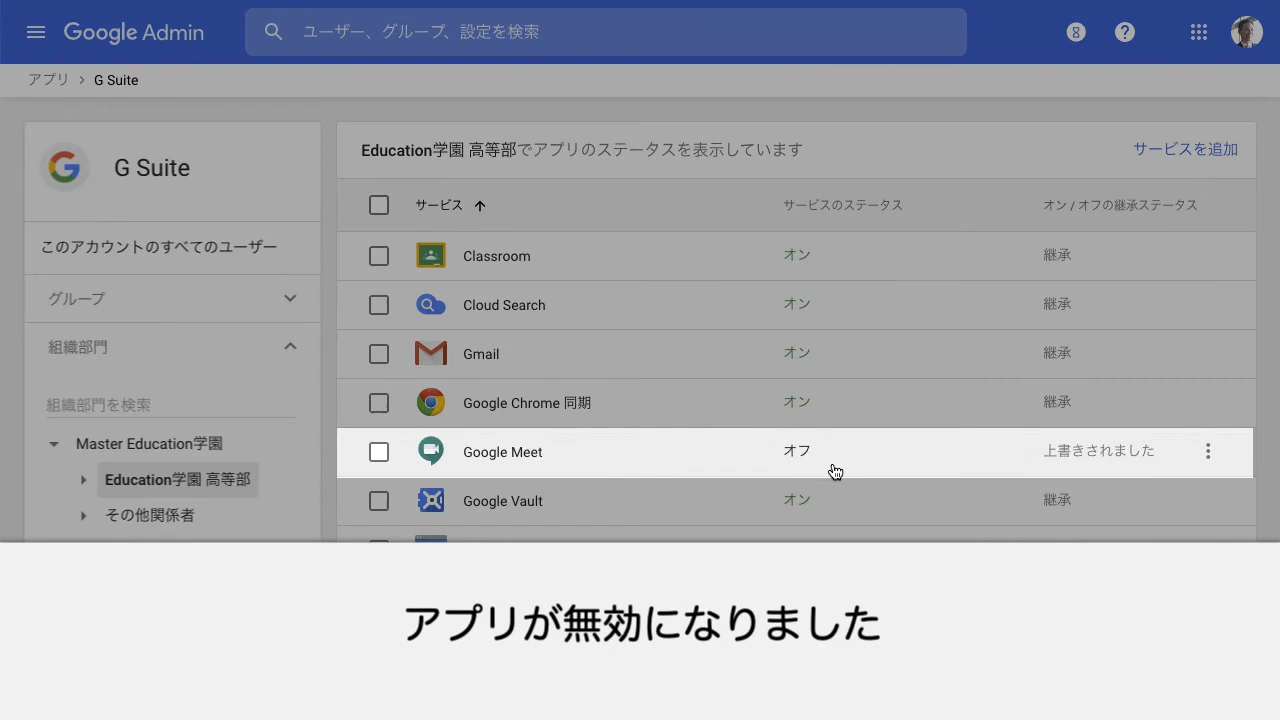 Google Admin
ユーザー、グループ、設定を検索
アプリ > G Suite
G Suite
このアカウントのすべてのユーザー
グループ
組織部門
組織部門を検索
Master Education学園
Education学園 高等部
その他関係者
Education学園 高等部でアプリのステータスを表示しています
サービスを追加
サービス ↑ サービスのステータス オン / オフの継承ステータス
Classroom オン 継承
Cloud Search オン 継承
Gmail オン 継承
Google Chrome 同期 オン 継承
Google Meet オフ 上書きされました
Google Vault オン 継承
アプリが無効になりました